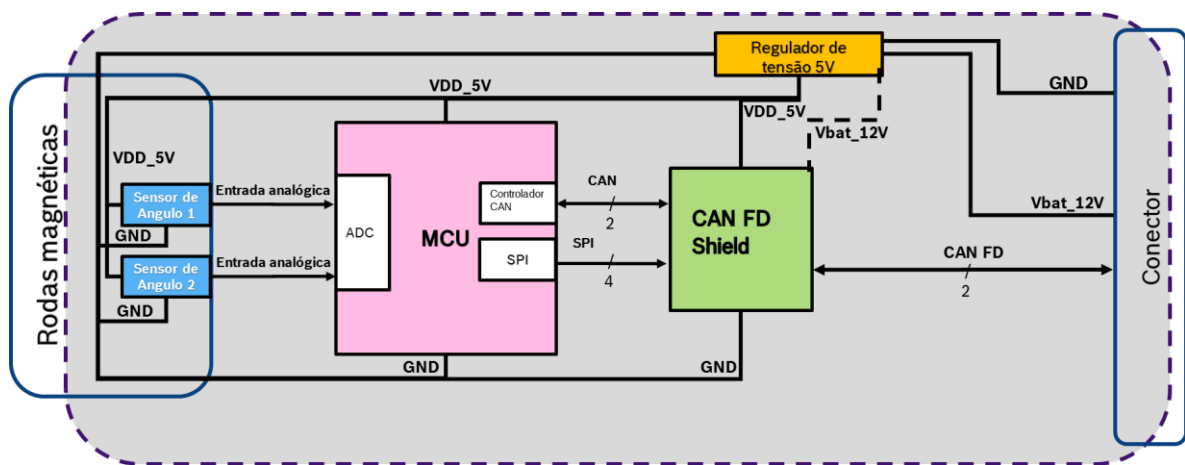 Regulador de
tensão 5V
GND
VDD_5V
VDD_5V
Vbat_12V
Rodas magnéticas
VDD_5V
Sensor de
Angulo 1
Entrada analógica
GND
Sensor de
Angulo 2
Entrada analógica
GND
ADC
MCU
Controlador
CAN
SPI
CAN
2
SPI
4
CAN FD
Shield
Vbat_12V
CAN FD
2
Conector
GND
GND